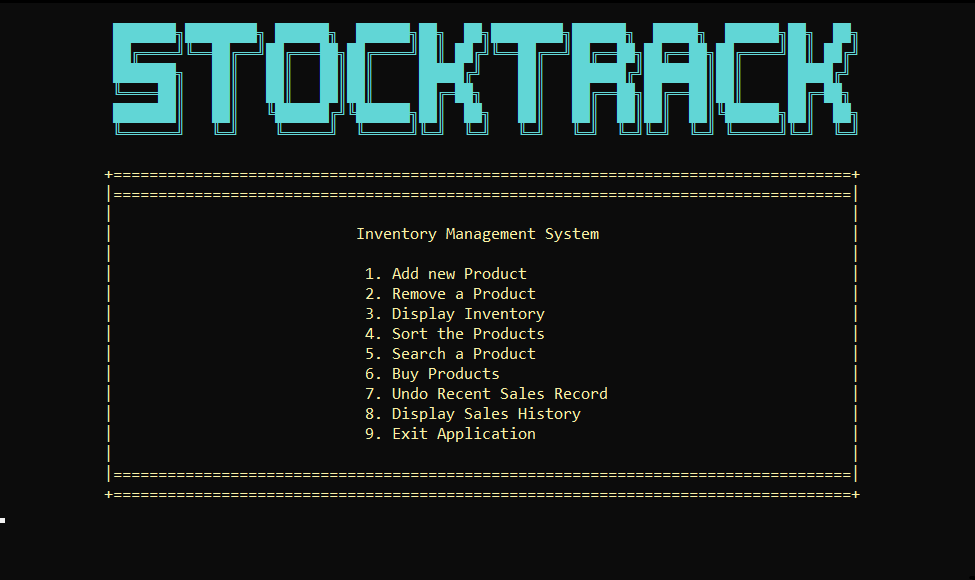 STOCKTRACK
Inventory Management System
1. Add new Product
2. Remove a Product
3. Display Inventory
4. Sort the Products
5. Search a Product
6. Buy Products
7. Undo Recent Sales Record
8. Display Sales History
9. Exit Application